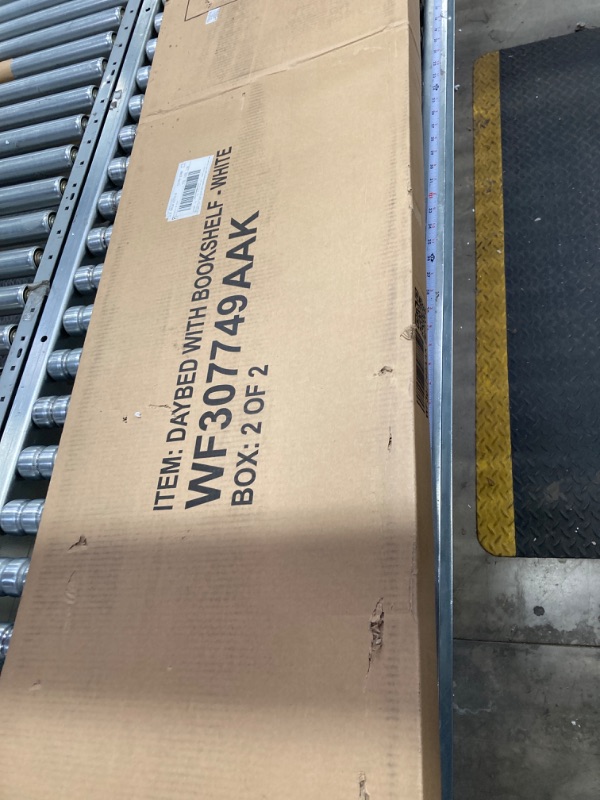 ITEM: DAYBED WITH BOOKSHELF - WHITE
WF307749AAK
BOX: 2 OF 2